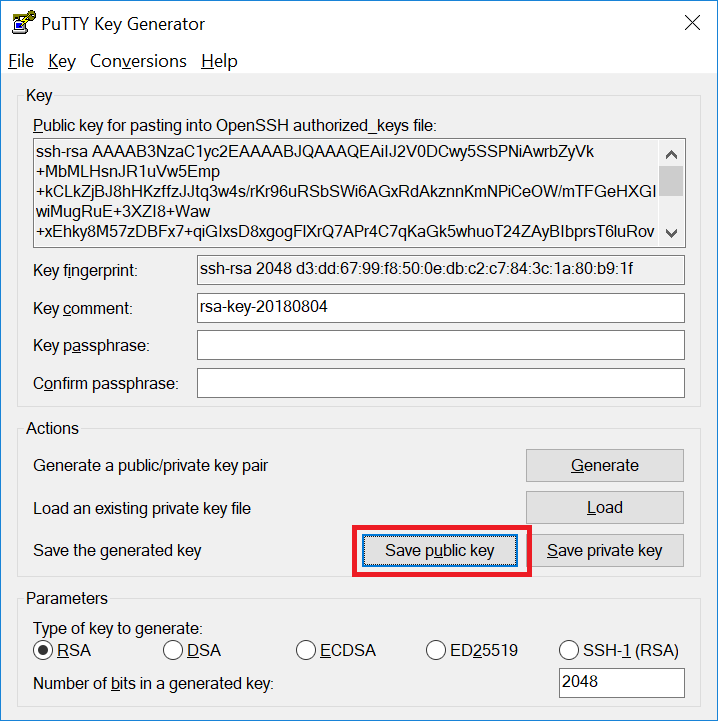 PuTTY Key Generator
File Key Conversions Help
Key
Public key for pasting into OpenSSH authorized_keys file:
ssh-rsa AAAAB3NzaC1yc2EAAAABJQAAAQEAiIJ2V0DCwy5SSPNiAwrbZyVk
+MbMLHsnJR1uVw5Emp
+kCLkZjBJ8hHKzffzJJtq3w4s/rKr96uRSbSWi6AGxRdAkznnKmNPiCeOW/mTFGeHXGI
wiMugRuE+3XZI8+Waw
+xEhky8M57zDBFx7+qiGIxsD8xgogFIXrQ7APr4C7qKaGk5whuoT24ZAyBIbprsT6luRov
Key fingerprint: ssh-rsa 2048 d3:dd:67:99:f8:50:0e:db:c2:c7:84:3c:1a:80:b9:1f
Key comment: rsa-key-20180804
Key passphrase:
Confirm passphrase:
Actions
Generate a public/private key pair Generate
Load an existing private key file Load
Save the generated key Save public key Save private key
Parameters
Type of key to generate:
RSA DSA ECDSA ED25519 SSH-1 (RSA)
Number of bits in a generated key: 2048